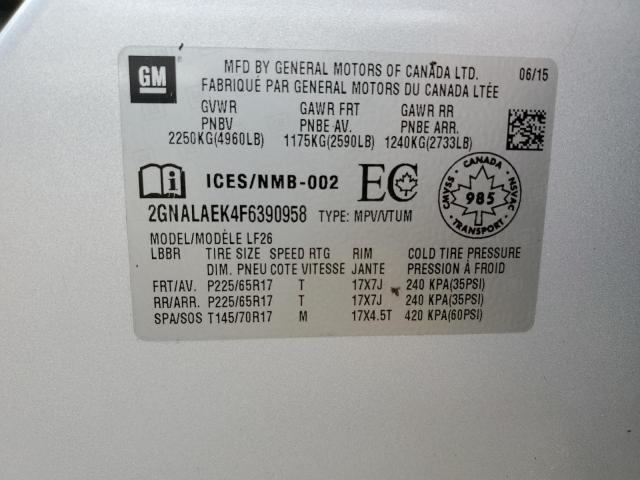 GM
MFD BY GENERAL MOTORS OF CANADA LTD. 06/15
FABRIQUÉ PAR GENERAL MOTORS DU CANADA LTÉE
GVWR GAWR FRT GAWR RR
PNBV PNBE AV. PNBE ARR.
2250KG(4960LB) 1175KG(2590LB) 1240KG(2733LB)
ICES/NMB-002 EC
CANADA
CMVSS 985 NSVAC
TRANSPORT
2GNALAEK4F6390958 TYPE: MPV/VTUM
MODEL/MODÈLE LF26
LBBR TIRE SIZE SPEED RTG RIM COLD TIRE PRESSURE
DIM. PNEU COTE VITESSE JANTE PRESSION À FROID
FRT/AV. P225/65R17 T 17X7J 240 KPA(35PSI)
RR/ARR. P225/65R17 T 17X7J 240 KPA(35PSI)
SPA/SOS T145/70R17 M 17X4.5T 420 KPA(60PSI)